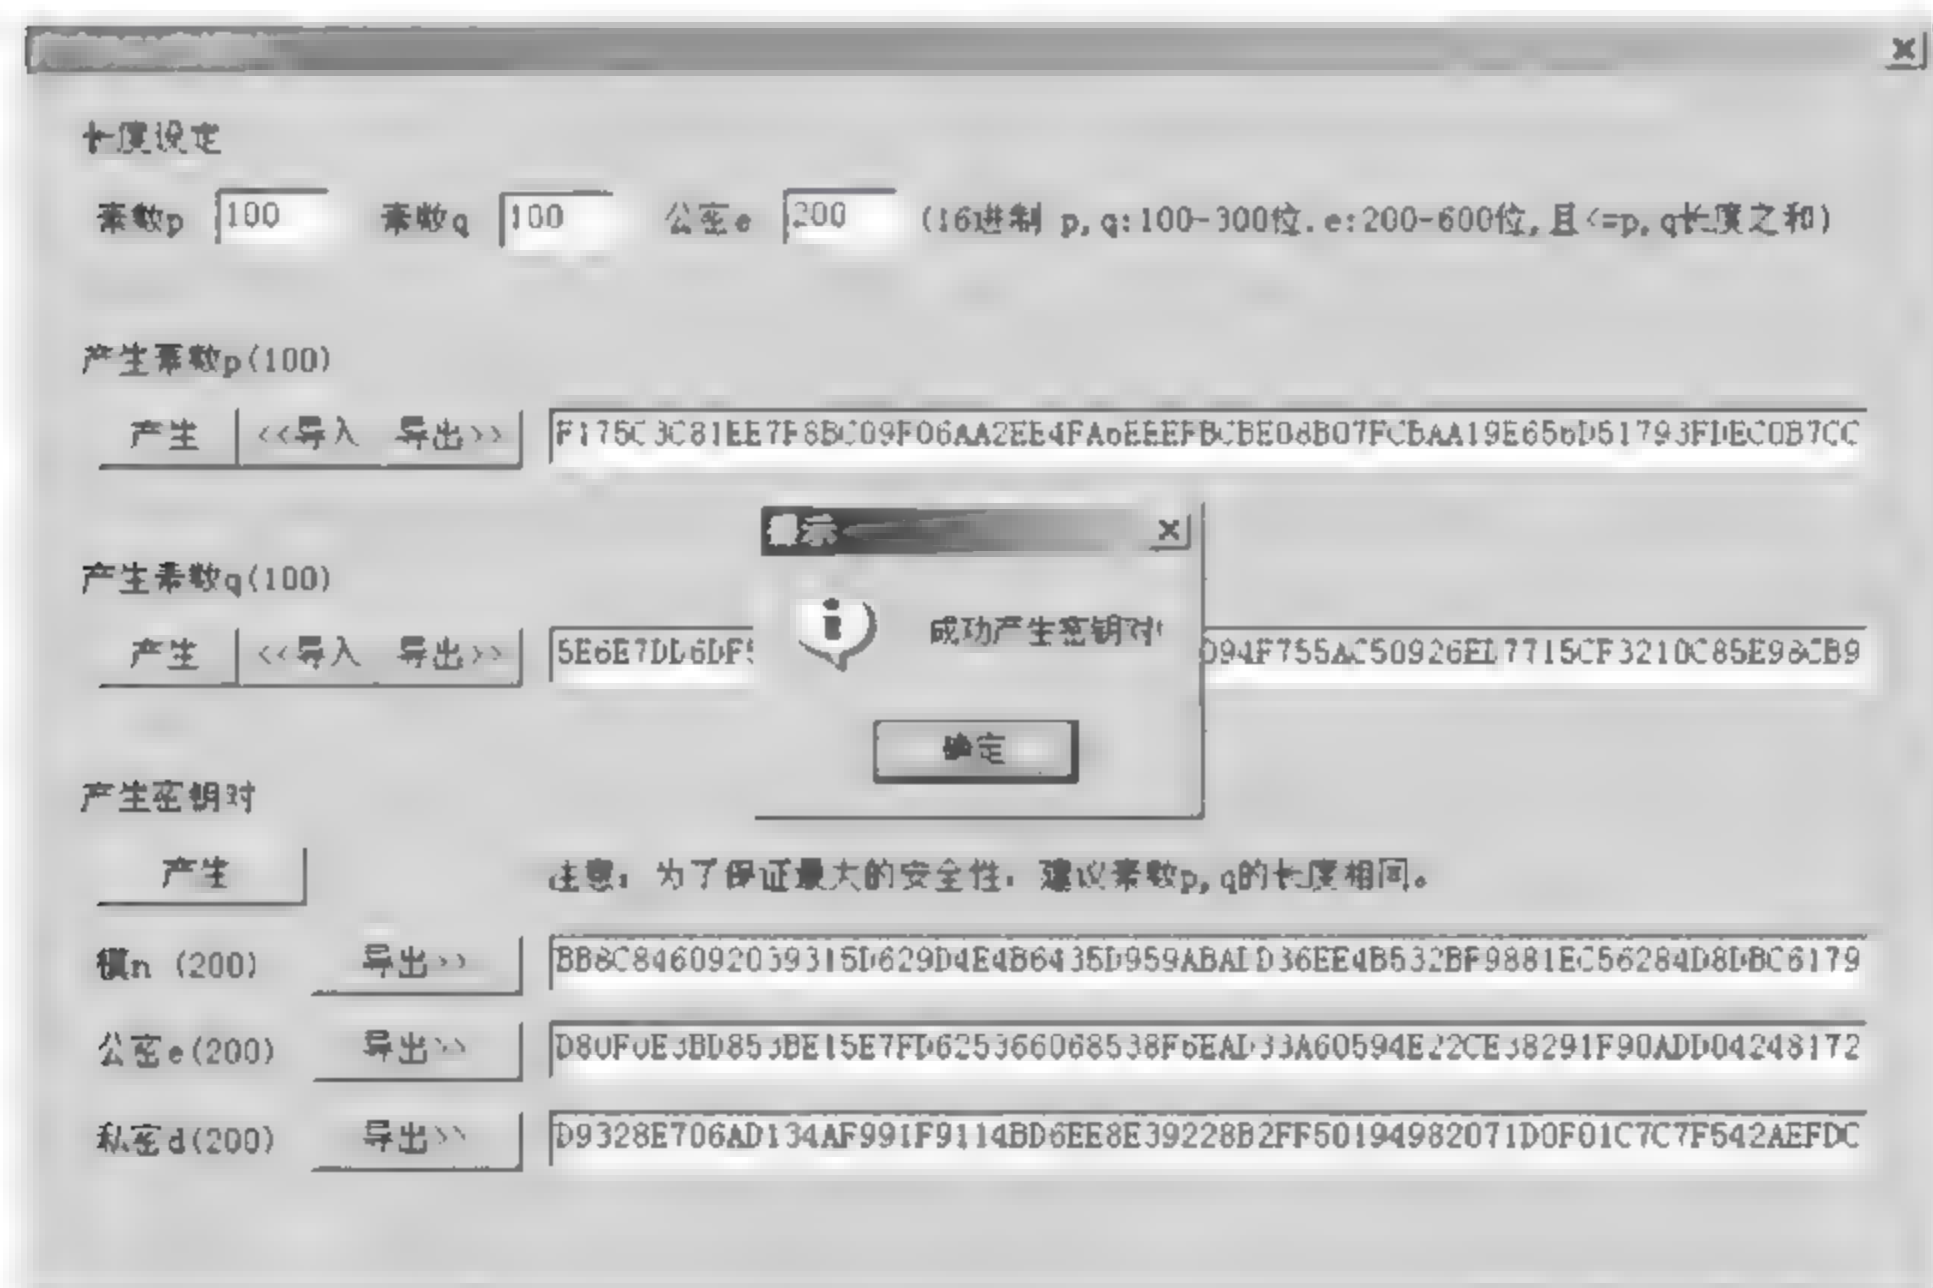 长度设定
素数p 100 素数q 100 公密e 200 (16进制 p,q:100-300位.e:200-600位,且<=p,q长度之和)
产生素数p(100)
产生 <<导入 导出>>
提示
产生素数q(100)
成功产生密钥对!
产生 <<导入 导出>>
确定
产生密钥对
产生 注意: 为了保证最大的安全性, 建议素数p,q的长度相同。
模n (200) 导出>>
公密e(200) 导出>>
私密d(200) 导出>> D9328E706AD134AF991F9114BD6EE8E39228B2FF50194982071D0F01C7C7F542AEFDC